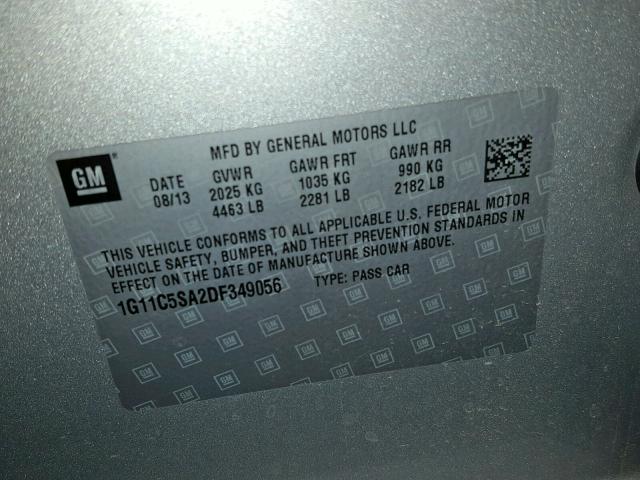 GM
MFD BY GENERAL MOTORS LLC
DATE GVWR GAWR FRT GAWR RR
08/13 2025 KG 1035 KG 990 KG
4463 LB 2281 LB 2182 LB
THIS VEHICLE CONFORMS TO ALL APPLICABLE U.S. FEDERAL MOTOR
VEHICLE SAFETY, BUMPER, AND THEFT PREVENTION STANDARDS IN
EFFECT ON THE DATE OF MANUFACTURE SHOWN ABOVE.
1G11C5SA2DF349056 TYPE: PASS CAR